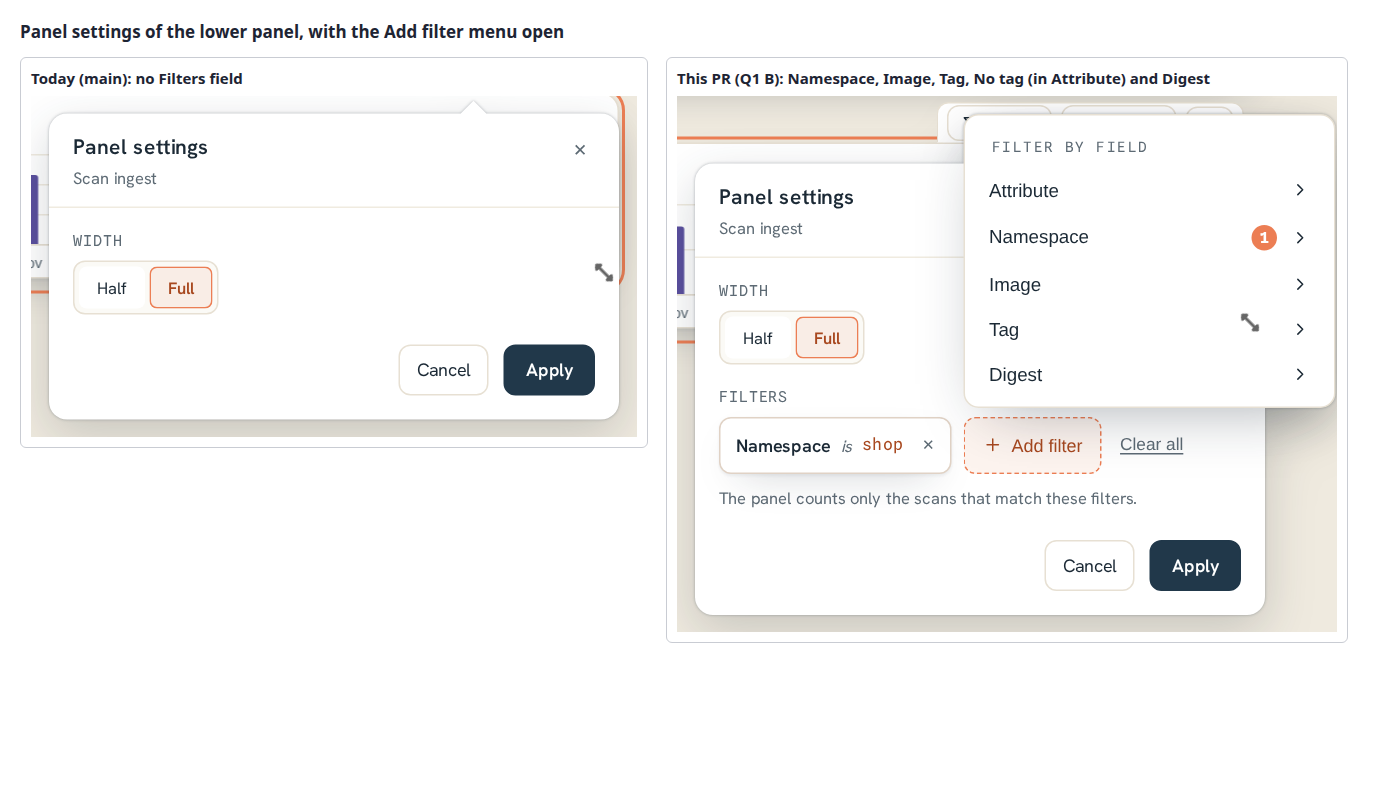 Panel settings of the lower panel, with the Add filter menu open
Today (main): no Filters field
Panel settings
Scan ingest
WIDTH
Half Full
Cancel Apply
This PR (Q1 B): Namespace, Image, Tag, No tag (in Attribute) and Digest
FILTER BY FIELD
Attribute
Namespace 1
Image
Tag
Digest
Panel settings
Scan ingest
WIDTH
Half Full
FILTERS
Namespace is shop × + Add filter Clear all
The panel counts only the scans that match these filters.
Cancel Apply